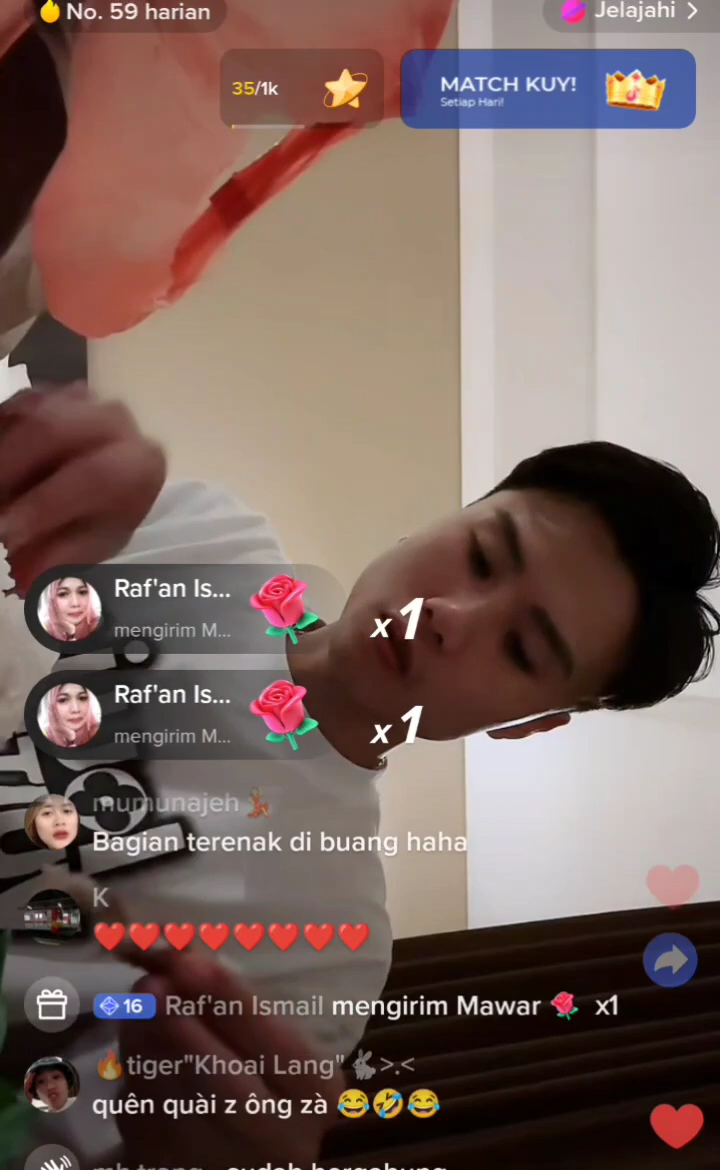 No. 59 harian
Jelajahi >
35/1k
MATCH KUY!
Setiap Hari!
Raf'an Is...
mengirim M...
x1
Raf'an Is...
mengirim M...
x1
mumunajeh 💃
Bagian terenak di buang haha
K
❤️❤️❤️❤️❤️❤️❤️❤️
16 Raf'an Ismail mengirim Mawar 🌹 x1
🔥tiger"Khoai Lang"🐇>.<
quên quài z ông zà 😂🤣😂